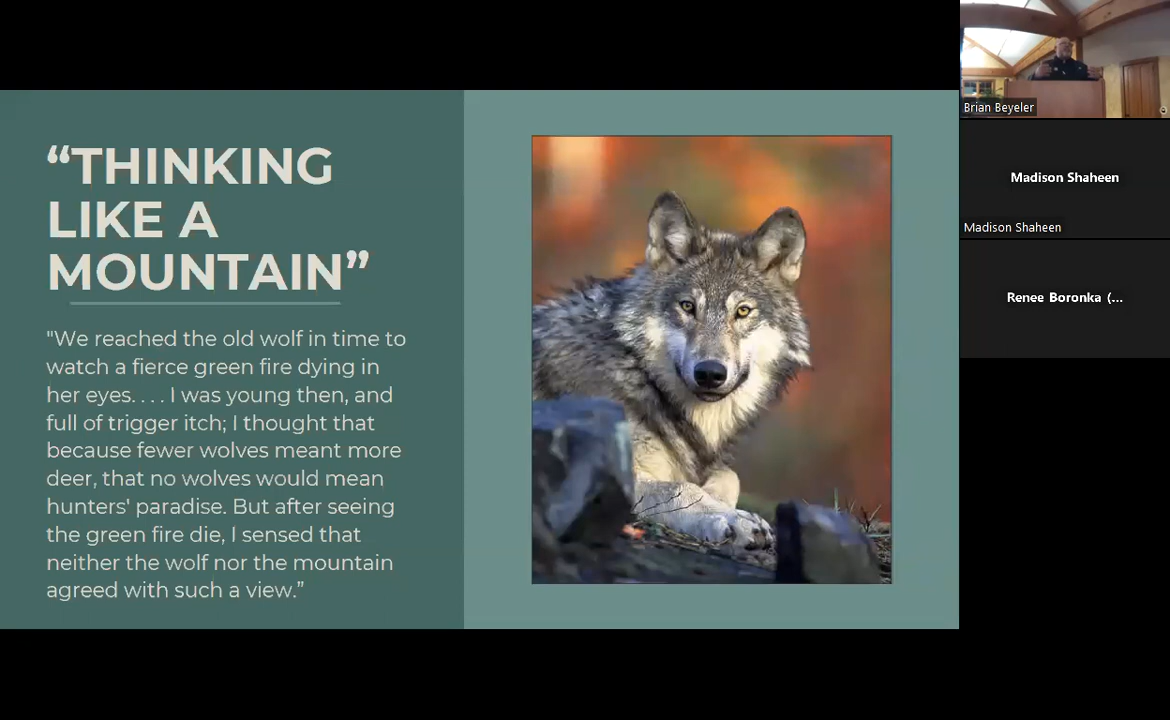 “THINKING
LIKE A
MOUNTAIN”
"We reached the old wolf in time to
watch a fierce green fire dying in
her eyes. . . . I was young then, and
full of trigger itch; I thought that
because fewer wolves meant more
deer, that no wolves would mean
hunters' paradise. But after seeing
the green fire die, I sensed that
neither the wolf nor the mountain
agreed with such a view.”
Brian Beyeler
Madison Shaheen
Madison Shaheen
Renee Boronka (...